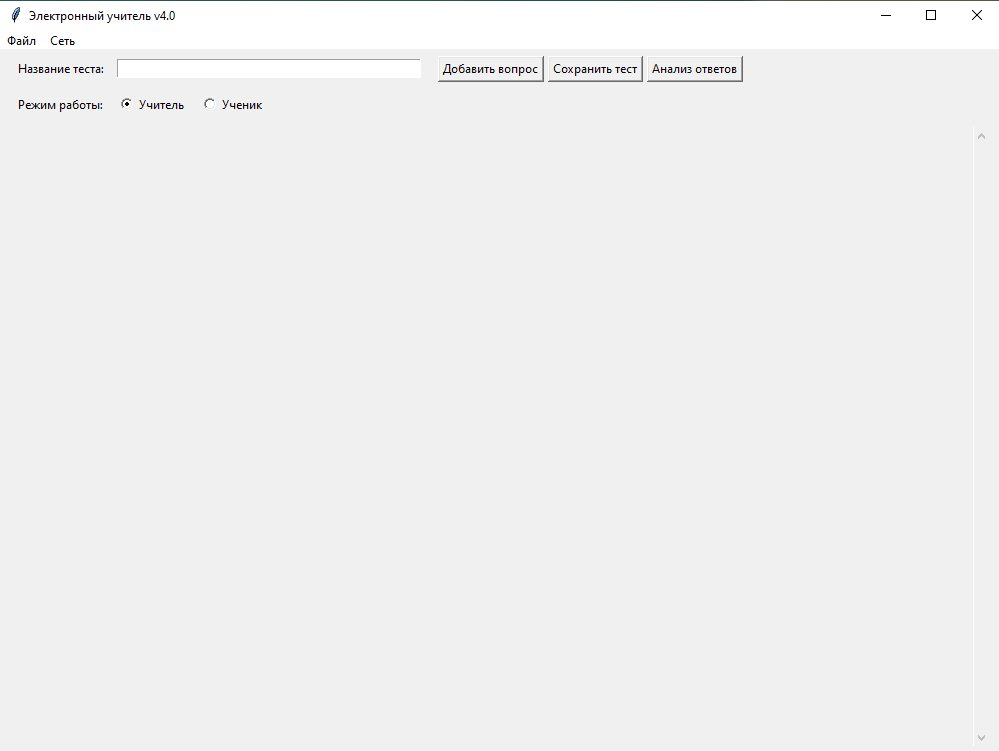 Электронный учитель v4.0
Файл Сеть
Название теста: Добавить вопрос Сохранить тест Анализ ответов
Режим работы: Учитель Ученик